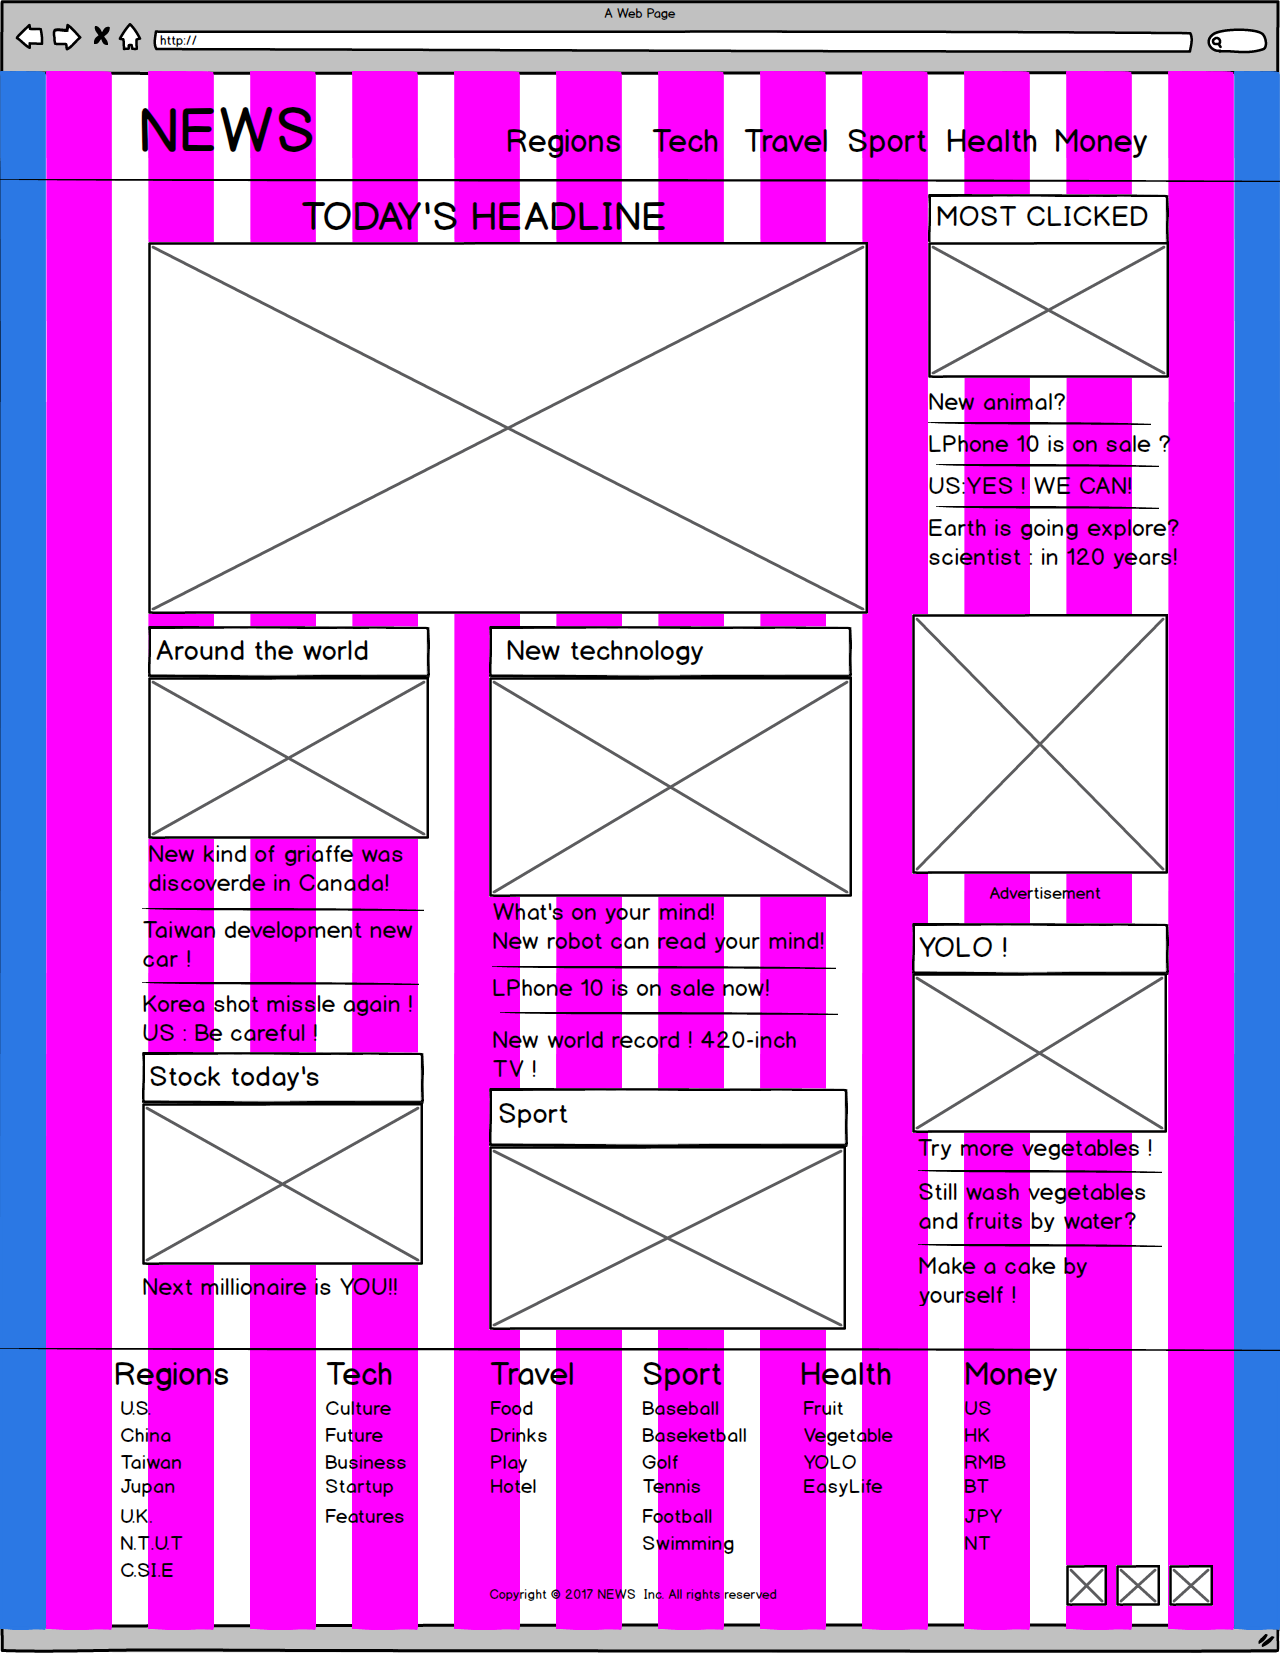 A Web Page
http://
NEWS
Regions Tech Travel Sport Health Money
TODAY'S HEADLINE
MOST CLICKED
New animal?
LPhone 10 is on sale ?
US:YES ! WE CAN!
Earth is going explore?
scientist : in 120 years!
Around the world
New kind of griaffe was
discoverde in Canada!
Taiwan development new
car !
Korea shot missle again !
US : Be careful !
Stock today's
Next millionaire is YOU!!
New technology
What's on your mind!
New robot can read your mind!
LPhone 10 is on sale now!
New world record ! 420-inch
TV !
Sport
Advertisement
YOLO !
Try more vegetables !
Still wash vegetables
and fruits by water?
Make a cake by
yourself !
Regions
U.S.
China
Taiwan
Jupan
U.K.
N.T.U.T
C.S.I.E
Tech
Culture
Future
Business
Startup
Features
Travel
Food
Drinks
Play
Hotel
Sport
Baseball
Baseketball
Golf
Tennis
Football
Swimming
Health
Fruit
Vegetable
YOLO
EasyLife
Money
US
HK
RMB
BT
JPY
NT
Copyright © 2017 NEWS Inc. All rights reserved